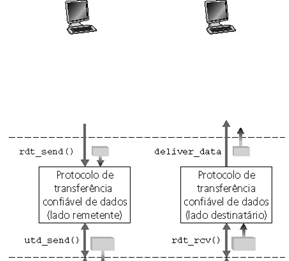 rdt_send()
deliver_data
Protocolo de
transferência
confiável de dados
(lado remetente)
Protocolo de
transferência
confiável de dados
(lado destinatário)
utd_send()
rdt_rcv()